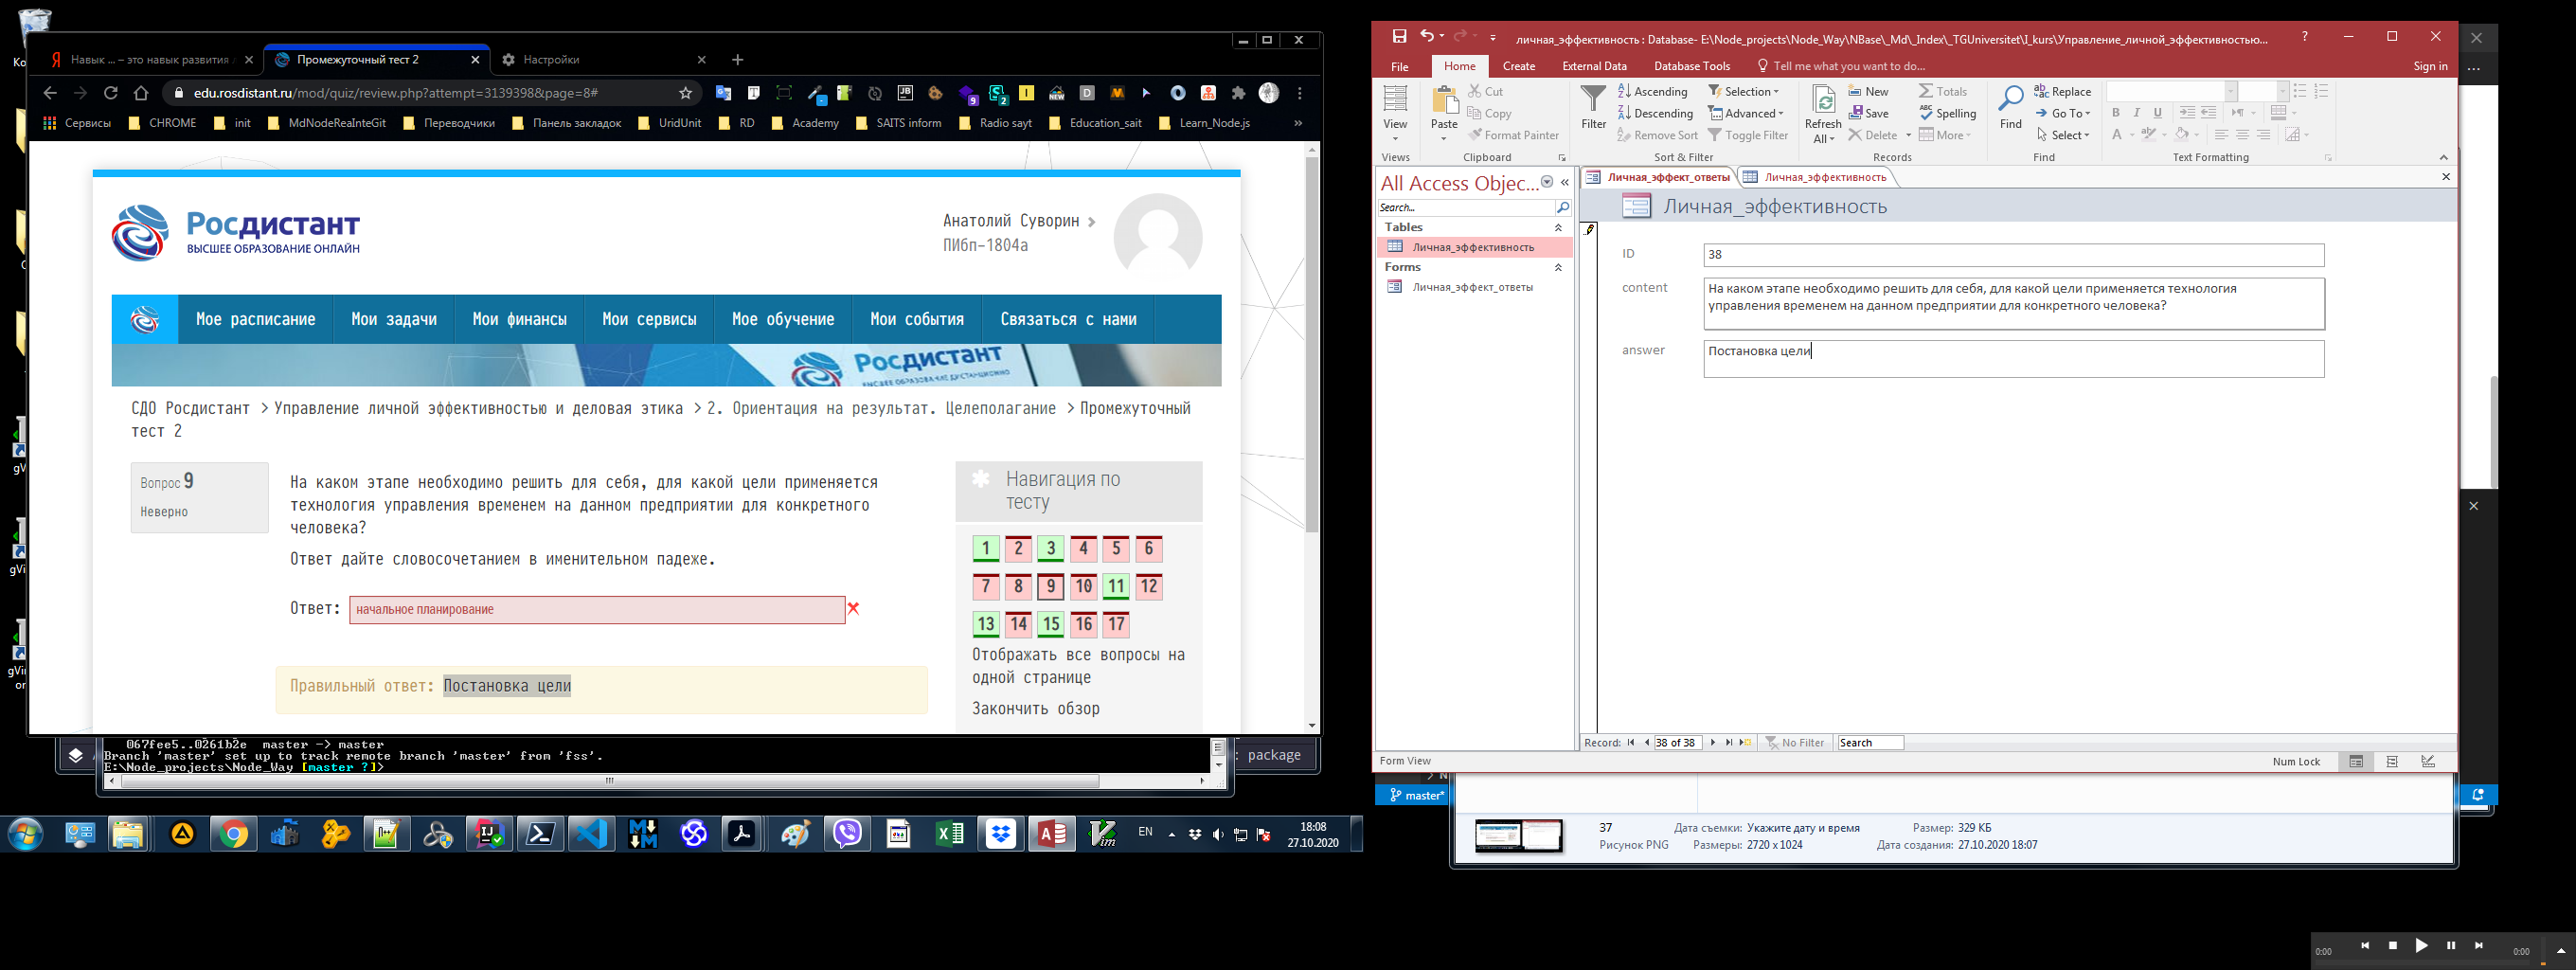 Навык ... – это навык развития
Промежуточный тест 2
Настройки
edu.rosdistant.ru/mod/quiz/review.php?attempt=3139398&page=8#
Сервисы
CHROME
init
MdNodeReaInteGit
Переводчики
Панель закладок
UridUnit
RD
Academy
SAITS inform
Radio sayt
Education_sait
Learn_Node.js
»
Росдистант
ВЫСШЕЕ ОБРАЗОВАНИЕ ОНЛАЙН
Анатолий Суворин
ПИбп-1804а
Мое расписание
Мои задачи
Мои финансы
Мои сервисы
Мое обучение
Мои события
Связаться с нами
Росдистант
СДО Росдистант > Управление личной эффективностью и деловая этика > 2. Ориентация на результат. Целеполагание > Промежуточный
тест 2
Вопрос 9
Неверно
На каком этапе необходимо решить для себя, для какой цели применяется
технология управления временем на данном предприятии для конкретного
человека?
Ответ дайте словосочетанием в именительном падеже.
Ответ: начальное планирование
Правильный ответ: Постановка цели
Навигация по
тесту
1 2 3 4 5 6
7 8 9 10 11 12
13 14 15 16 17
Отображать все вопросы на
одной странице
Закончить обзор
067fee5..0261b2e master -> master
Branch 'master' set up to track remote branch 'master' from 'fss'.
E:\Node_projects\Node_Way [master ?]>
: package
EN
18:08
27.10.2020
личная_эффективность : Database- E:\Node_projects\Node_Way\NBase\_Md\_Index\_TGUniversitet\I_kurs\Управление_личной_эффективностью...
File
Home
Create
External Data
Database Tools
Tell me what you want to do...
Sign in
View
Views
Paste
Cut
Copy
Format Painter
Clipboard
Filter
Ascending
Descending
Remove Sort
Selection
Advanced
Toggle Filter
Sort & Filter
Refresh
All
New
Save
Delete
Totals
Spelling
More
Records
Find
Replace
Go To
Select
Find
Text Formatting
All Access Objec...
Search...
Tables
Личная_эффективность
Forms
Личная_эффект_ответы
Личная_эффект_ответы
Личная_эффективность
Личная_эффективность
ID
38
content
На каком этапе необходимо решить для себя, для какой цели применяется технология
управления временем на данном предприятии для конкретного человека?
answer
Постановка цели
Record:
38 of 38
No Filter
Search
Form View
Num Lock
master*
37
Рисунок PNG
Дата съемки: Укажите дату и время
Размеры: 2720 x 1024
Размер: 329 КБ
Дата создания: 27.10.2020 18:07
0:00
0:00